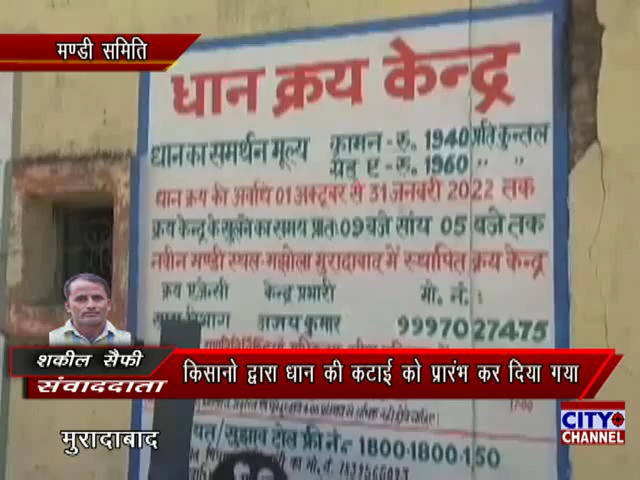 मण्डी समिति
धान क्रय केन्द्र
धान का समर्थन मूल्य कामन - रु. 1940 प्रति कुन्तल
ग्रेड ए - रु. 1960 " "
धान क्रय की अवधि 01 अक्टूबर से 31 जनवरी 2022 तक
क्रय केन्द्र के खुलने का समय प्रातः 09 बजे सांय 05 बजे तक
नवीन मण्डी स्थल-मझोला मुरादाबाद में स्थापित क्रय केन्द्र
क्रय एजेन्सी केन्द्र प्रभारी मो. नं. :
अजय कुमार 9997027475
शकील सैफी
संवाददाता
किसानो द्वारा धान की कटाई को प्रारंभ कर दिया गया
मुरादाबाद
/सुझाव टोल फ्री नं.- 1800-1800-150
का मो. नं.
CITY
CHANNEL